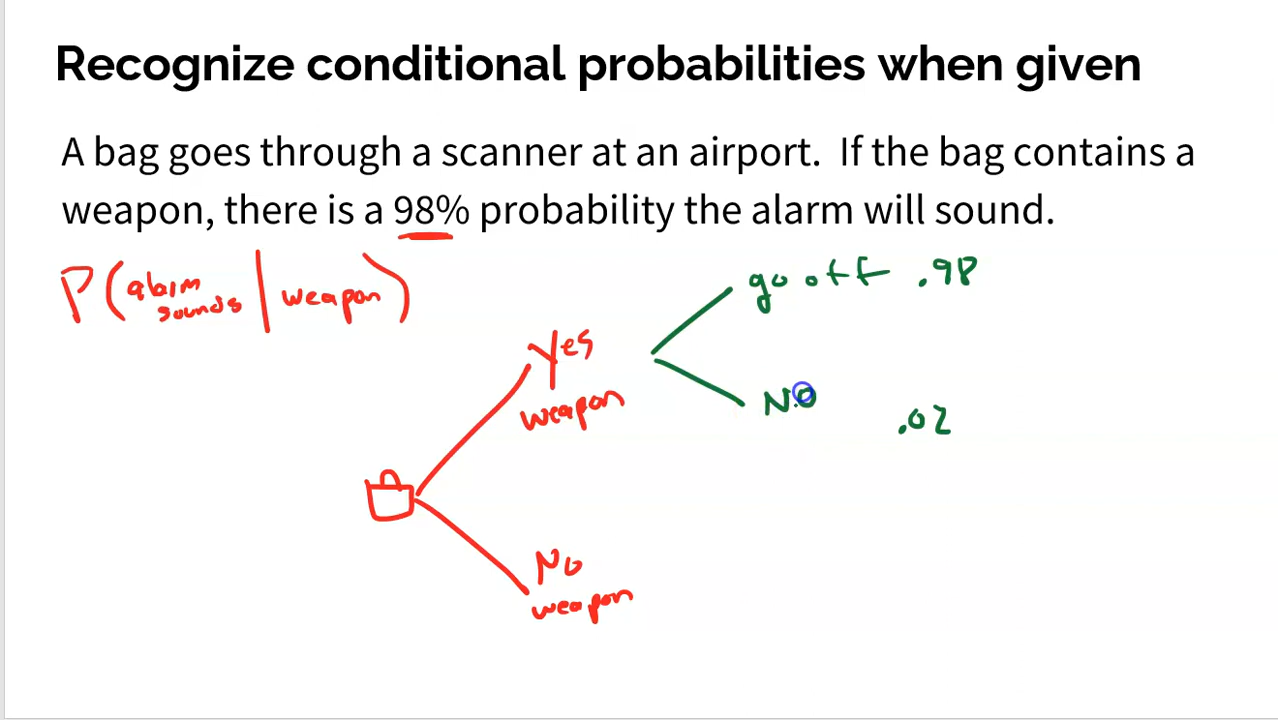 Recognize conditional probabilities when given
A bag goes through a scanner at an airport. If the bag contains a
weapon, there is a 98% probability the alarm will sound.
P(alarm sounds | weapon)
go off .98
Yes
weapon
NO
.02
No
weapon